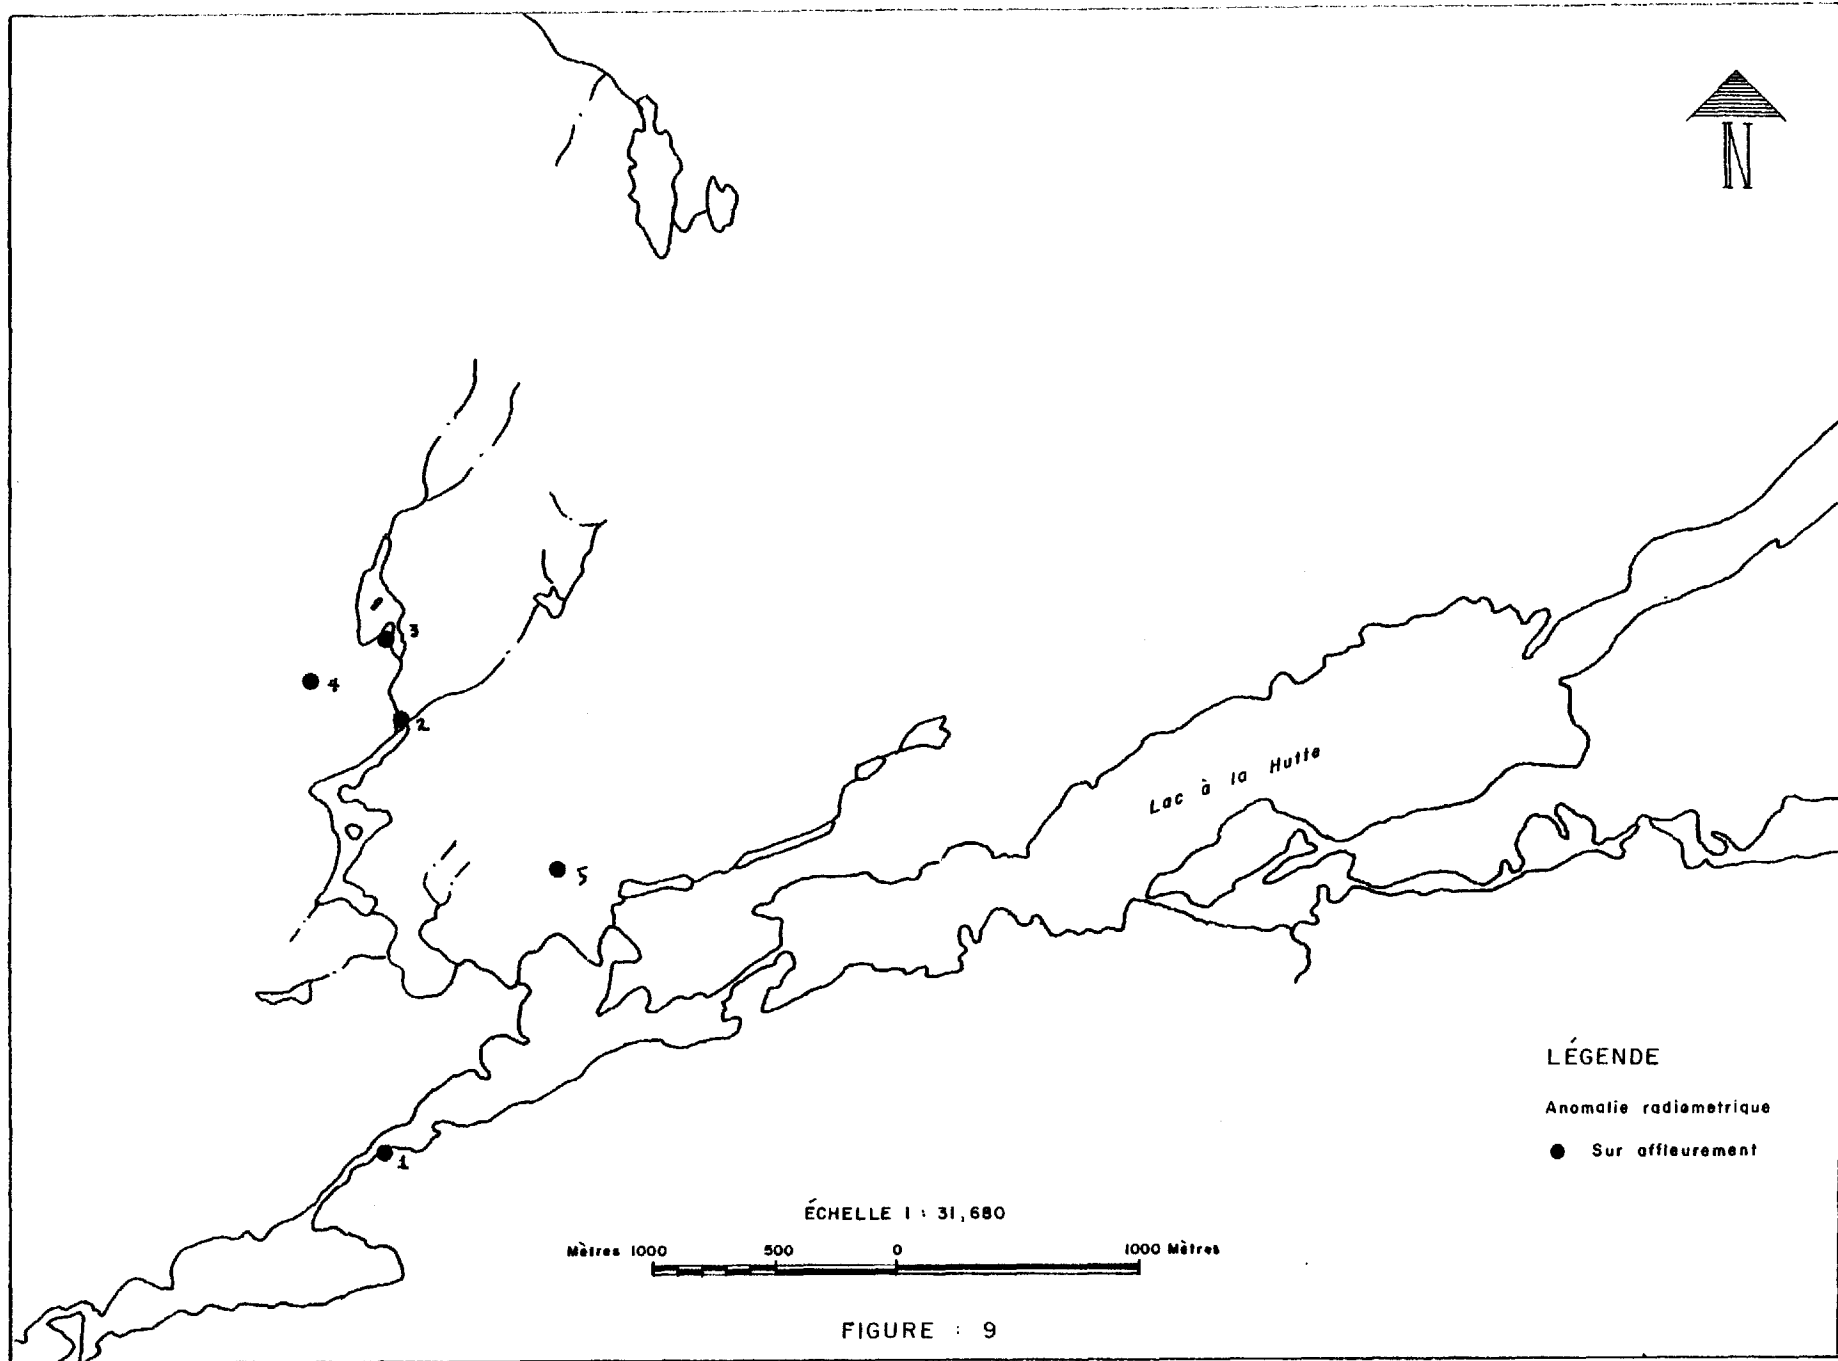 N
3
4
2
Lac à la Hutte
5
LÉGENDE
Anomalie radiometrique
Sur affleurement
1
ÉCHELLE 1 : 31,680
Mètres 1000 500 0 1000 Mètres
FIGURE : 9